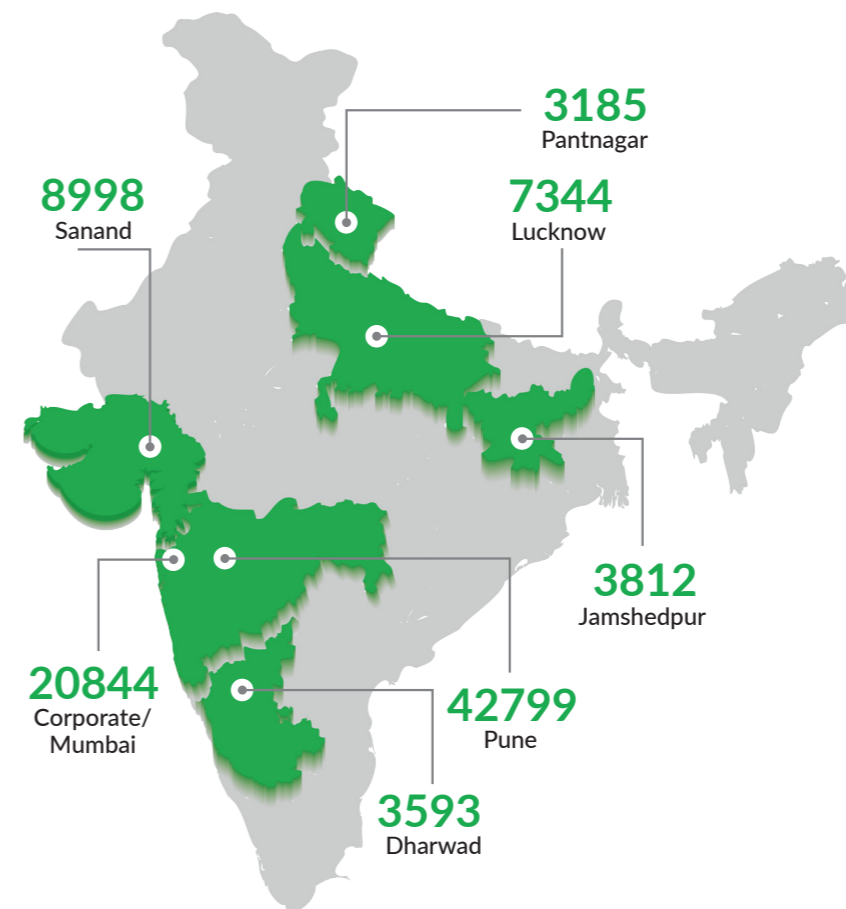 3185
Pantnagar
8998
Sanand
7344
Lucknow
3812
Jamshedpur
20844
Corporate/
Mumbai
42799
Pune
3593
Dharwad